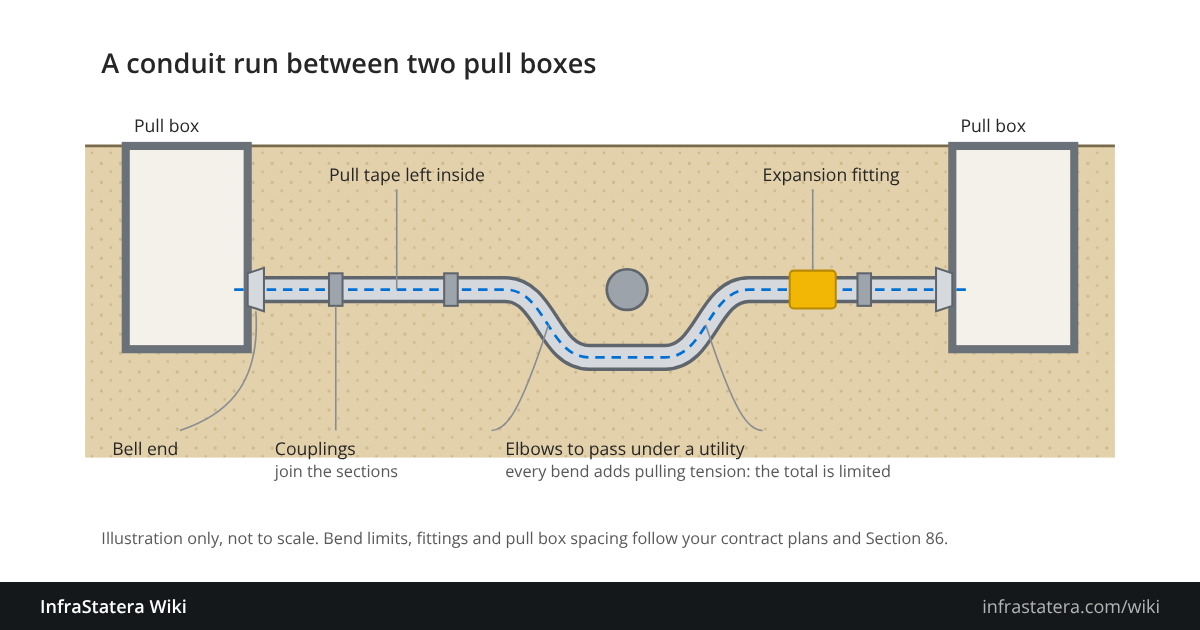 A conduit run between two pull boxes
Pull box
Pull box
Pull tape left inside
Expansion fitting
Bell end
Couplings
join the sections
Elbows to pass under a utility
every bend adds pulling tension: the total is limited
Illustration only, not to scale. Bend limits, fittings and pull box spacing follow your contract plans and Section 86.
InfraStatera Wiki
infrastatera.com/wiki